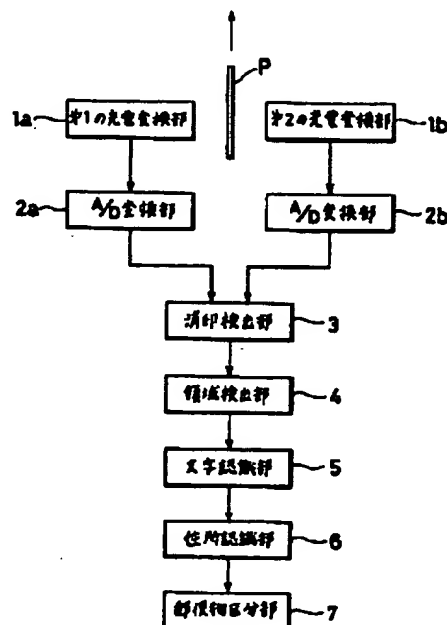 P
1a 第1の光電変換部
第2の光電変換部 1b
2a A/D変換部
A/D変換部 2b
消印検出部 3
領域検出部 4
文字認識部 5
住所認識部 6
郵便物区分部 7